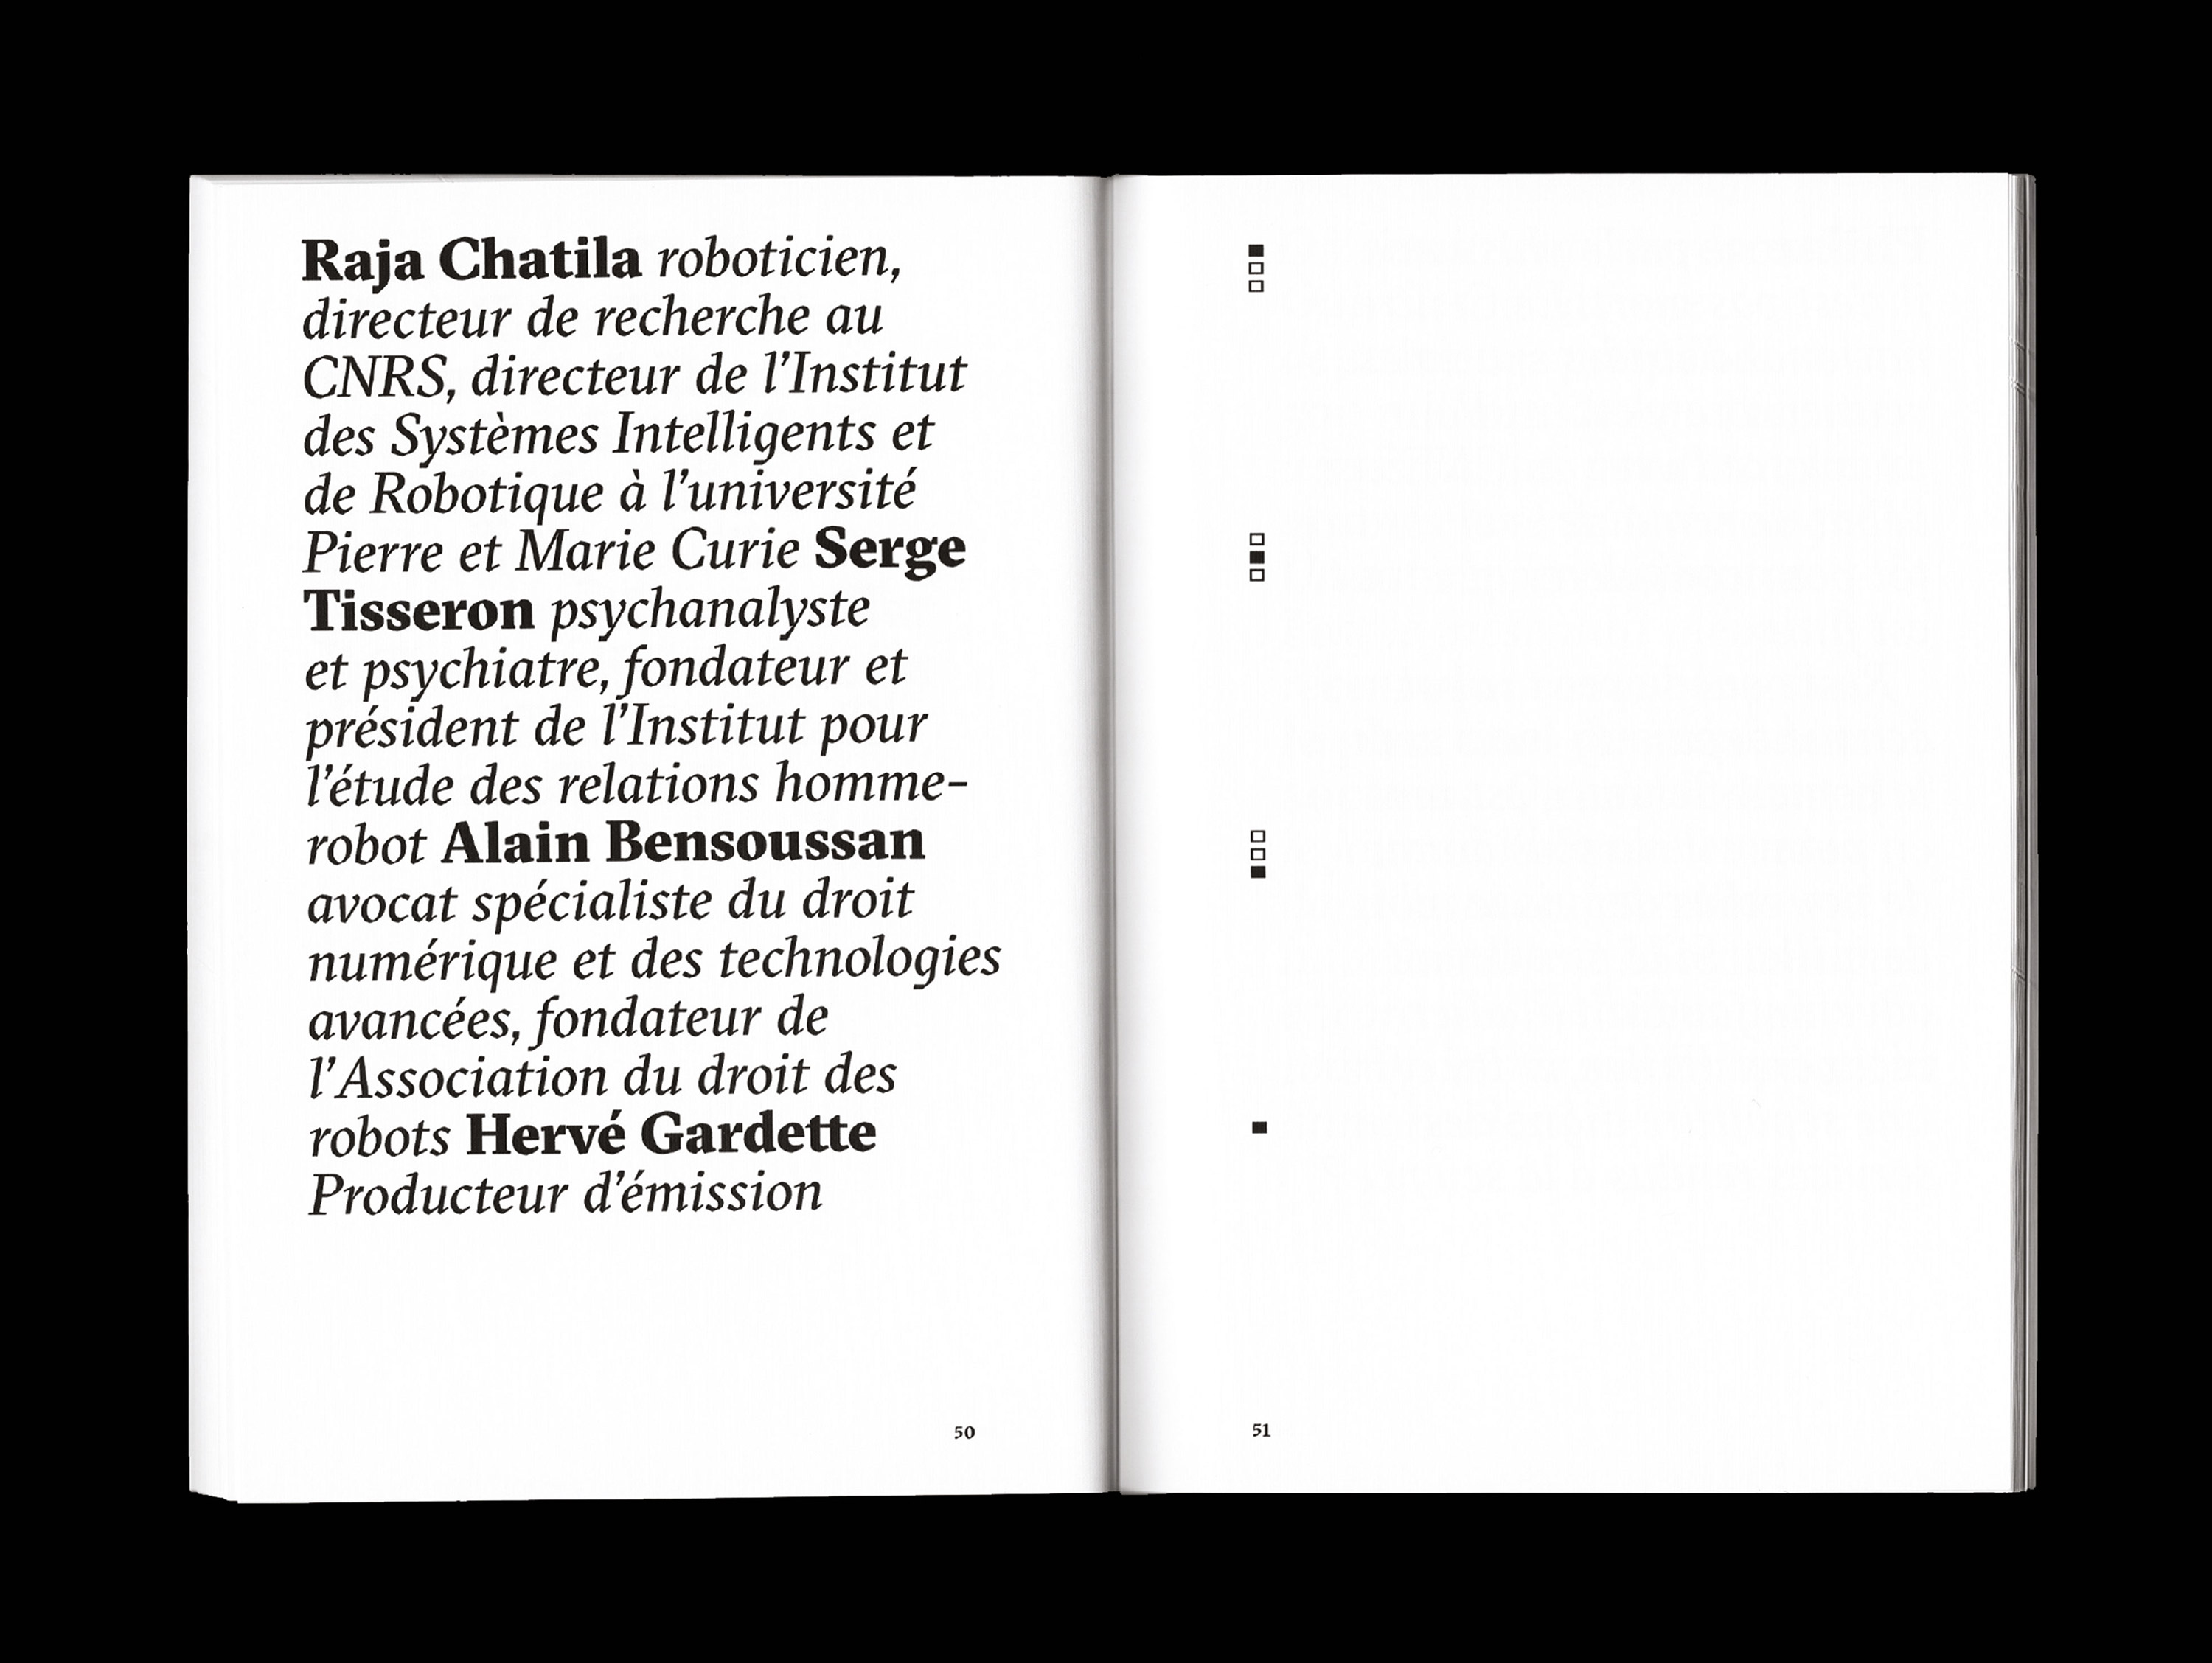 Raja Chatila roboticien,
directeur de recherche au
CNRS, directeur de l’Institut
des Systèmes Intelligents et
de Robotique à l’université
Pierre et Marie Curie Serge
Tisseron psychanalyste
et psychiatre, fondateur et
président de l’Institut pour
l’étude des relations homme–
robot Alain Bensoussan
avocat spécialiste du droit
numérique et des technologies
avancées, fondateur de
l’Association du droit des
robots Hervé Gardette
Producteur d’émission
50
51